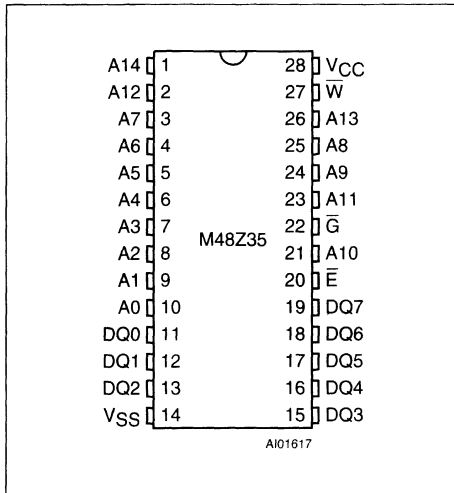 A14 1 28 VCC
A12 2 27 W̅
A7 3 26 A13
A6 4 25 A8
A5 5 24 A9
A4 6 23 A11
A3 7 22 G̅
M48Z35
A2 8 21 A10
A1 9 20 E̅
A0 10 19 DQ7
DQ0 11 18 DQ6
DQ1 12 17 DQ5
DQ2 13 16 DQ4
VSS 14 15 DQ3
AI01617